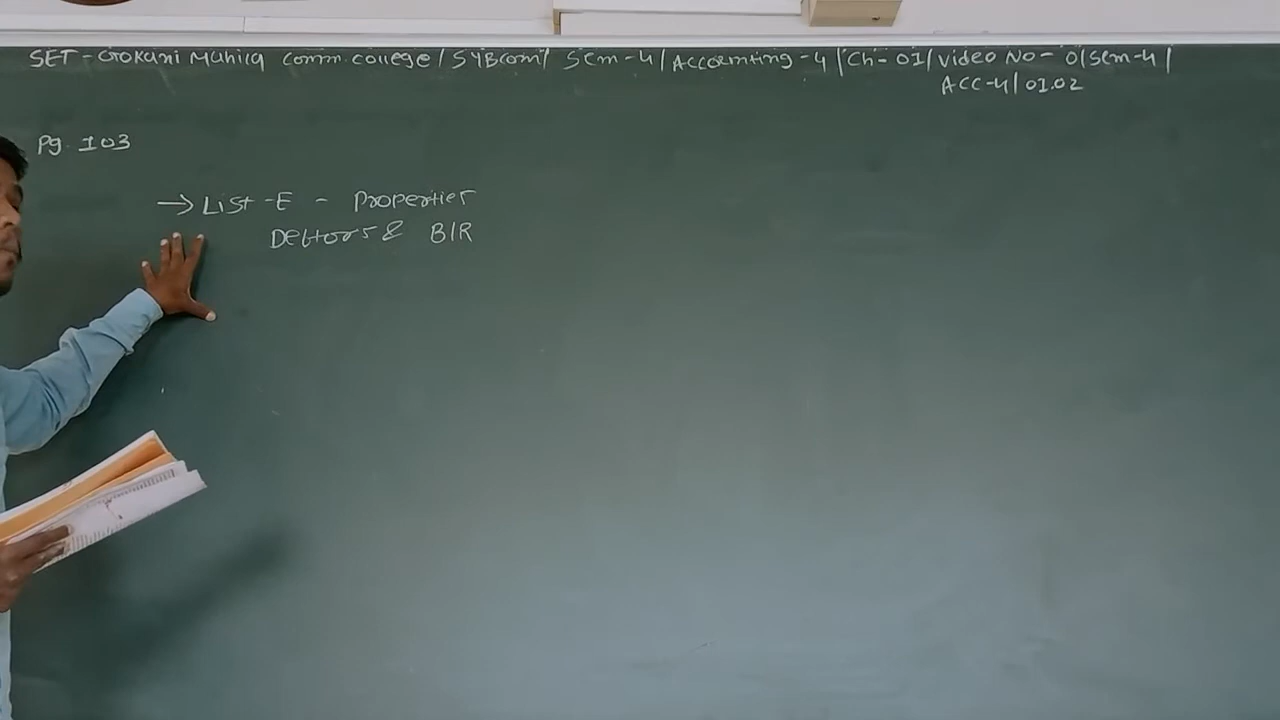 SET-Gokani Mahila Comm. college / SYBcom / Sem-4 / Accounting-4 / Ch-01 / Video No- 0/Sem-4 /
ACC-4/01.02
Pg. 103
→ List-E - Properties
Debtors & B/R